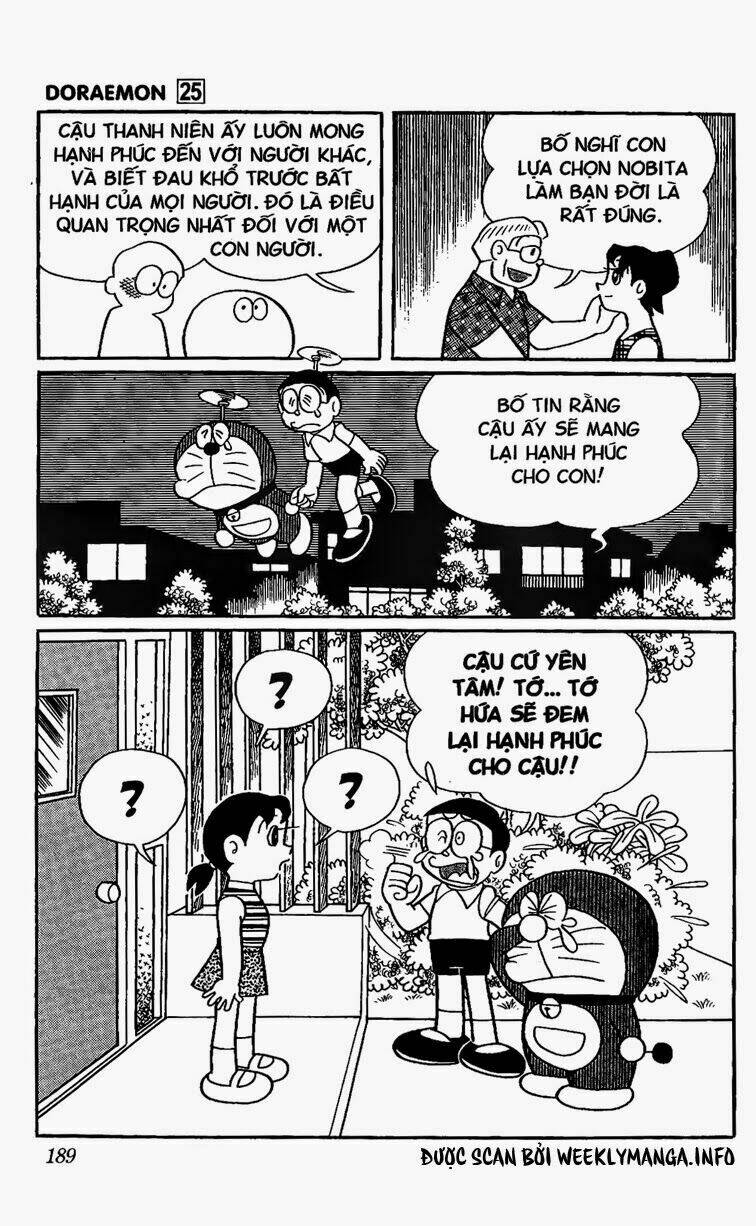 DORAEMON 25
CẬU THANH NIÊN ẤY LUÔN MONG
HẠNH PHÚC ĐẾN VỚI NGƯỜI KHÁC,
VÀ BIẾT ĐAU KHỔ TRƯỚC BẤT
HẠNH CỦA MỌI NGƯỜI. ĐÓ LÀ ĐIỀU
QUAN TRỌNG NHẤT ĐỐI VỚI MỘT
CON NGƯỜI.
BỐ NGHĨ CON
LỰA CHỌN NOBITA
LÀM BẠN ĐỜI LÀ
RẤT ĐÚNG.
BỐ TIN RẰNG
CẬU ẤY SẼ MANG
LẠI HẠNH PHÚC
CHO CON!
CẬU CỨ YÊN
TÂM! TỚ... TỚ
HỨA SẼ ĐEM
LẠI HẠNH PHÚC
CHO CẬU!!
?
?
?
189
ĐƯỢC SCAN BỞI WEEKLYMANGA.INFO